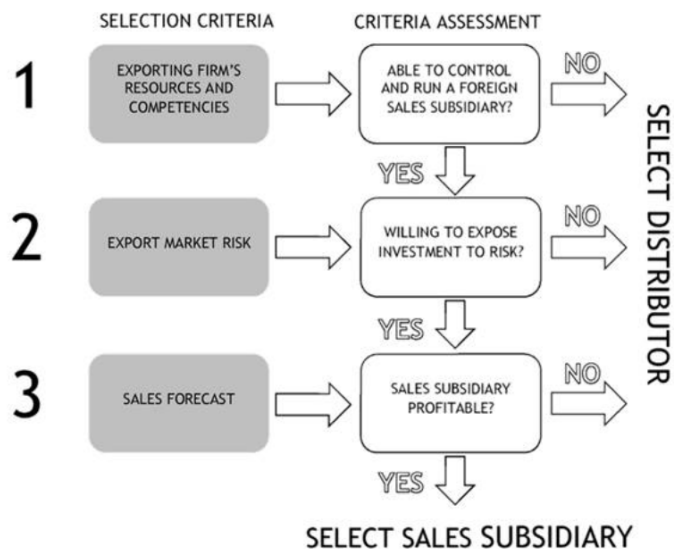 SELECTION CRITERIA
CRITERIA ASSESSMENT
1
EXPORTING FIRM'S
RESOURCES AND
COMPETENCIES
ABLE TO CONTROL
AND RUN A FOREIGN
SALES SUBSIDIARY?
NO
YES
2
EXPORT MARKET RISK
WILLING TO EXPOSE
INVESTMENT TO RISK?
NO
YES
3
SALES FORECAST
SALES SUBSIDIARY
PROFITABLE?
NO
YES
SELECT DISTRIBUTOR
SELECT SALES SUBSIDIARY